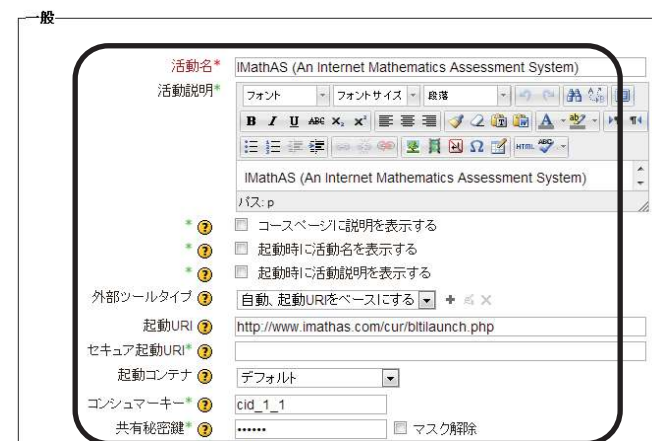 一般
活動名* IMathAS (An Internet Mathematics Assessment System)
活動説明* フォント フォントサイズ 段落
B I U ABC X₂ X² A ab
Ω HTML ABC
IMathAS (An Internet Mathematics Assessment System)
パス: p
* コースページに説明を表示する
* 起動時に活動名を表示する
* 起動時に活動説明を表示する
外部ツールタイプ 自動、起動URIをベースにする
起動URI http://www.imathas.com/cur/bltilaunch.php
セキュア起動URI*
起動コンテナ デフォルト
コンシュマーキー* cid_1_1
共有秘密鍵* •••••• マスク解除